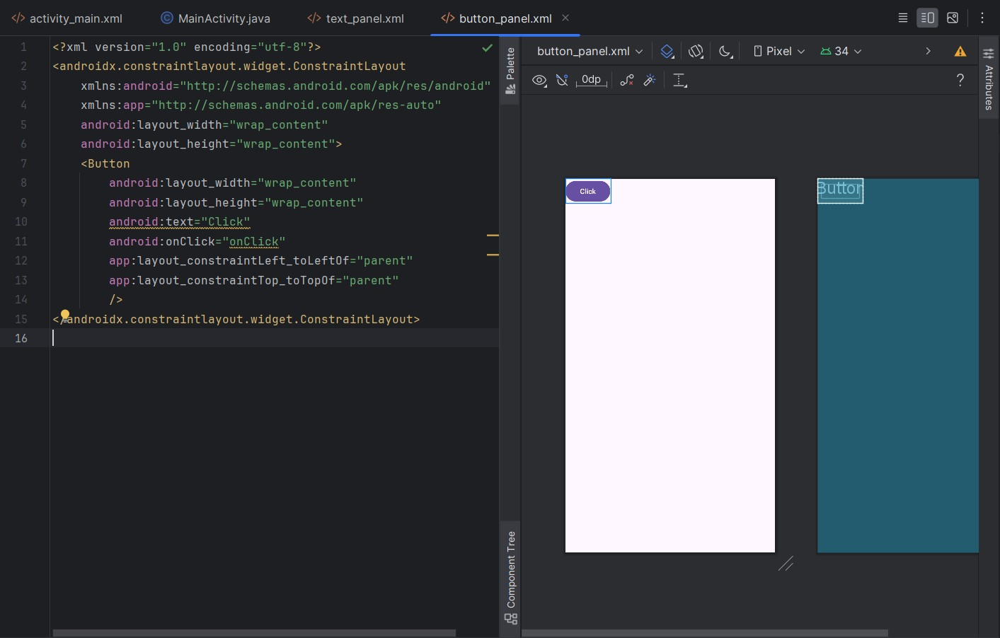 activity_main.xml
MainActivity.java
text_panel.xml
button_panel.xml
1 <?xml version="1.0" encoding="utf-8"?>
2 <androidx.constraintlayout.widget.ConstraintLayout
3 xmlns:android="http://schemas.android.com/apk/res/android"
4 xmlns:app="http://schemas.android.com/apk/res-auto"
5 android:layout_width="wrap_content"
6 android:layout_height="wrap_content">
7 <Button
8 android:layout_width="wrap_content"
9 android:layout_height="wrap_content"
10 android:text="Click"
11 android:onClick="onClick"
12 app:layout_constraintLeft_toLeftOf="parent"
13 app:layout_constraintTop_toTopOf="parent"
14 />
15 </androidx.constraintlayout.widget.ConstraintLayout>
16
Palette
Component Tree
button_panel.xml
Pixel
34
0dp
?
Click
Button
Attributes